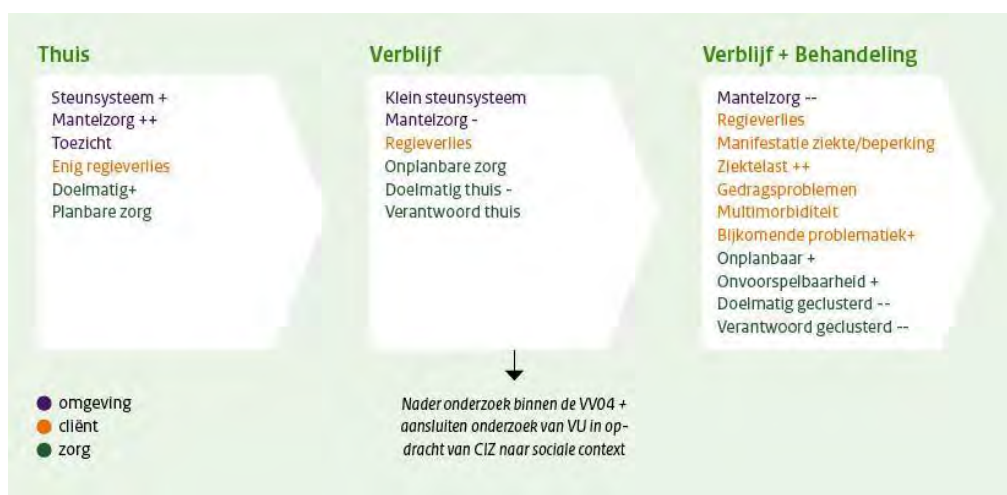 Thuis
Steunsysteem +
Mantelzorg ++
Toezicht
Enig regieverlies
Doelmatig+
Planbare zorg
Verblijf
Klein steunsysteem
Mantelzorg -
Regieverlies
Onplanbare zorg
Doelmatig thuis -
Verantwoord thuis
Verblijf + Behandeling
Mantelzorg --
Regieverlies
Manifestatie ziekte/beperking
Ziektelast ++
Gedragsproblemen
Multimorbiditeit
Bijkomende problematiek+
Onplanbaar +
Onvoorspelbaarheid +
Doelmatig geclusterd --
Verantwoord geclusterd --
omgeving
cliënt
zorg
Nader onderzoek binnen de VV04 +
aansluiten onderzoek van VU in op-
dracht van CIZ naar sociale context